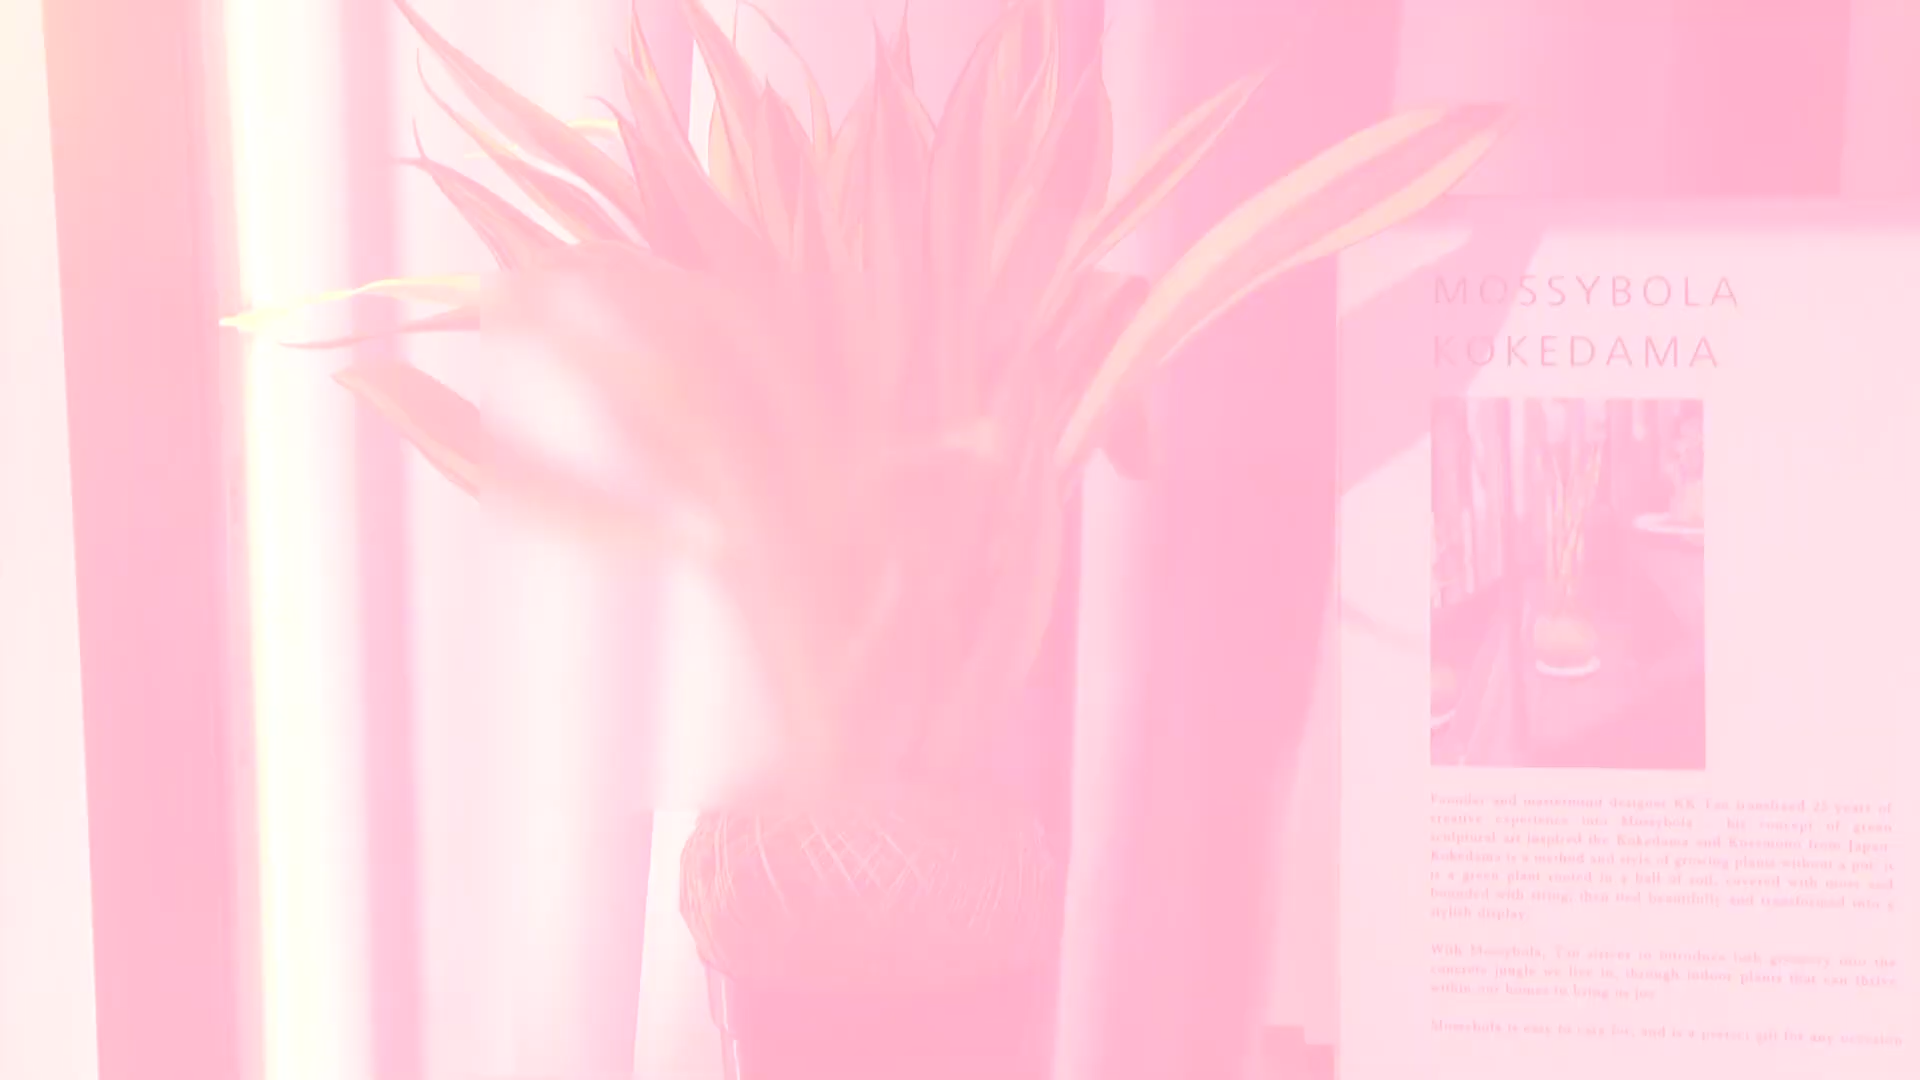 MOSSYBOLA
KOKEDAMA
Founder and mastermind designer KK Tan transfixed 25 years of
creative experience into Mossybola his concept of green
sculptural art inspired the Kokedama and Kusamono from Japan.
Kokedama is a method and style of growing plants without a pot; it
is a green plant rooted in a ball of soil, covered with moss and
bounded with string, then tied beautifully and transformed into a
stylish display.
With Mossybola, Tan strives to introduce lush greenery into the
concrete jungle we live in, through indoor plants that can thrive
within our homes to bring us joy.
Mossybola is easy to care for, and is a perfect gift for any occasion